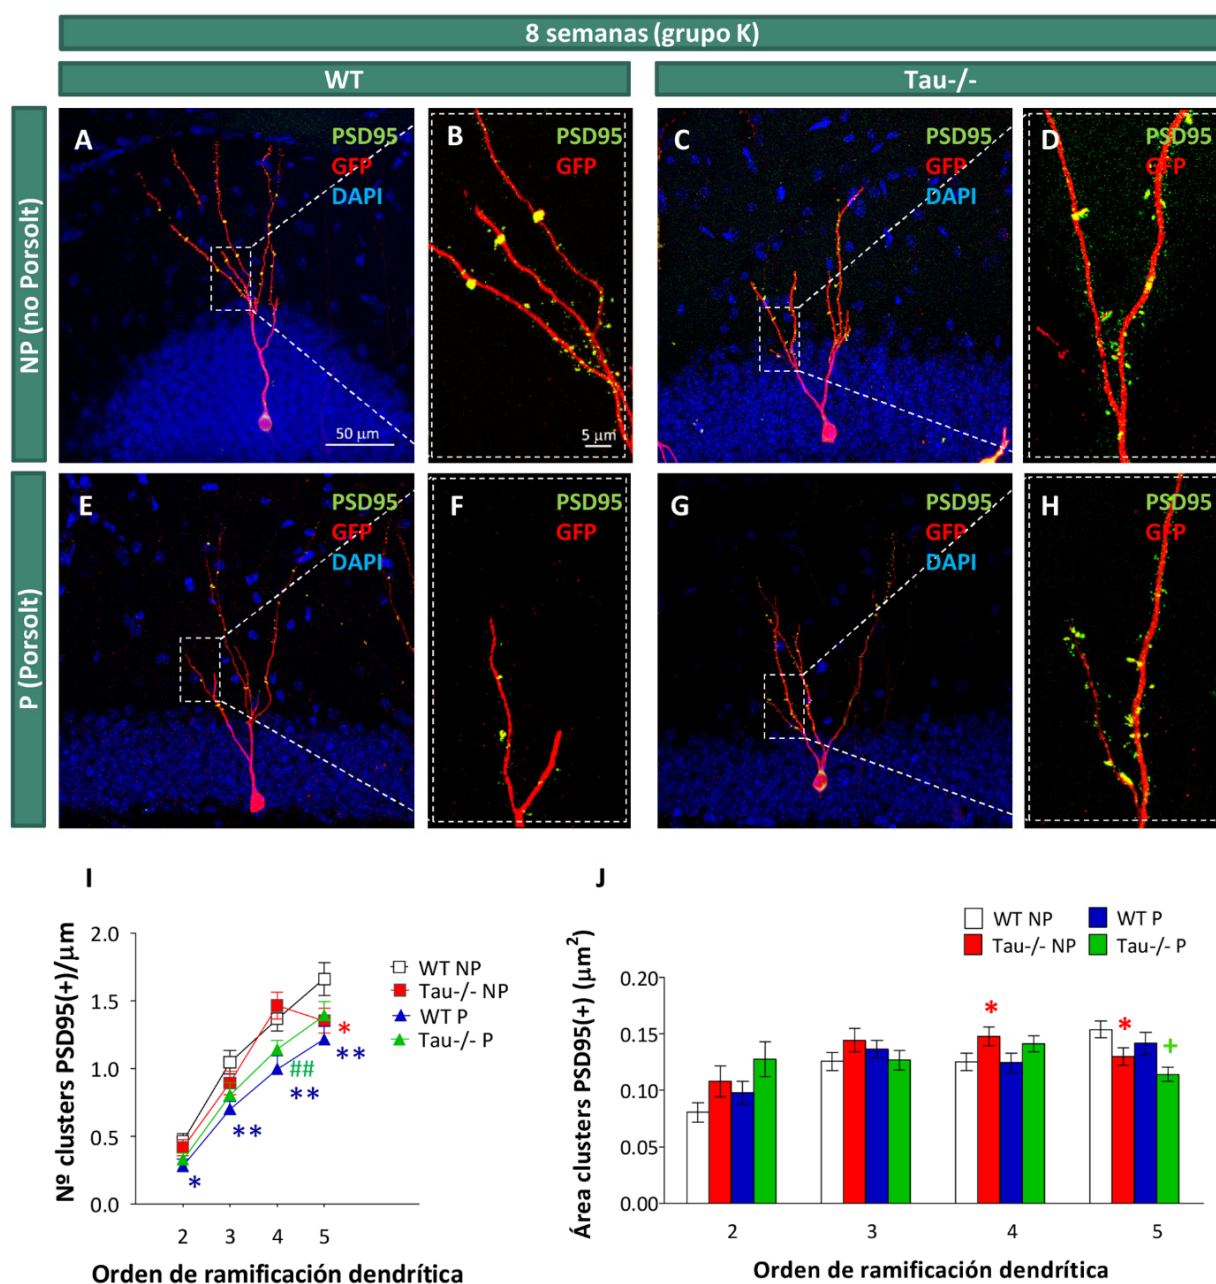 8 semanas (grupo K)
WT
Tau-/-
NP (no Porsolt)
A
PSD95
GFP
DAPI
50 µm
B
PSD95
GFP
5 µm
C
PSD95
GFP
DAPI
D
PSD95
GFP
P (Porsolt)
E
PSD95
GFP
DAPI
F
PSD95
GFP
G
PSD95
GFP
DAPI
H
PSD95
GFP
I
Nº clusters PSD95(+)/µm
2.0
1.5
1.0
0.5
0.0
WT NP
Tau-/- NP
WT P
Tau-/- P
*
**
##
**
**
*
2 3 4 5
Orden de ramificación dendrítica
J
WT NP
WT P
Tau-/- NP
Tau-/- P
Área clusters PSD95(+) (µm²)
0.20
0.15
0.10
0.05
0.00
*
*
+
2 3 4 5
Orden de ramificación dendrítica